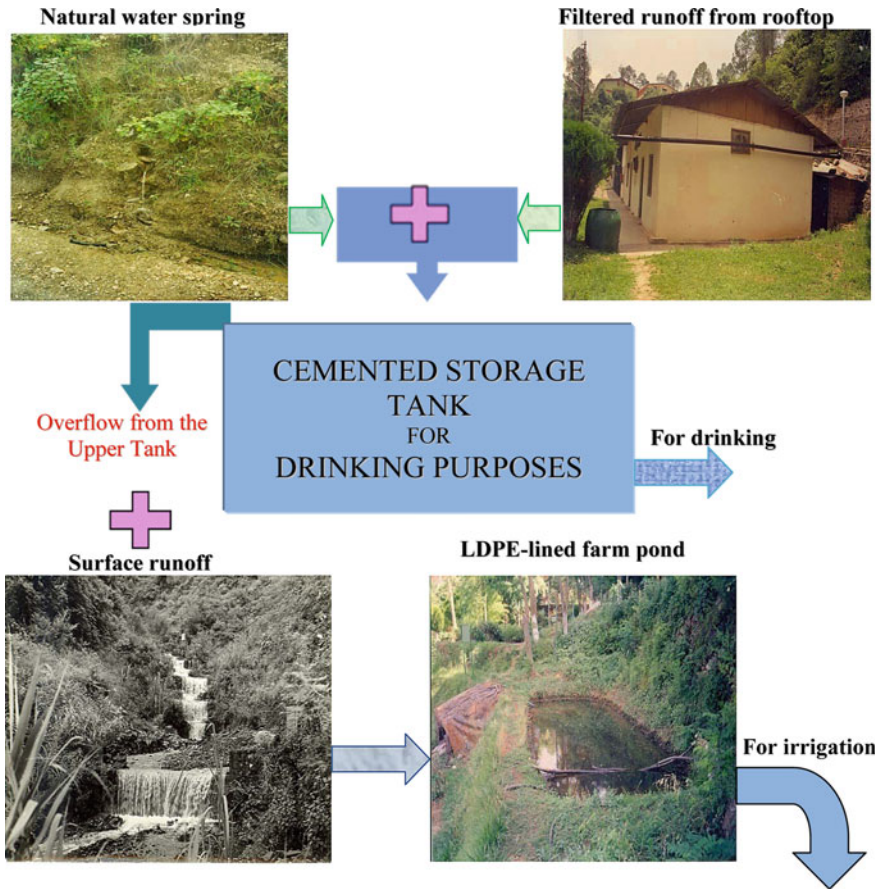 Natural water spring
Filtered runoff from rooftop
CEMENTED STORAGE
TANK
FOR
DRINKING PURPOSES
Overflow from the
Upper Tank
For drinking
Surface runoff
LDPE-lined farm pond
For irrigation